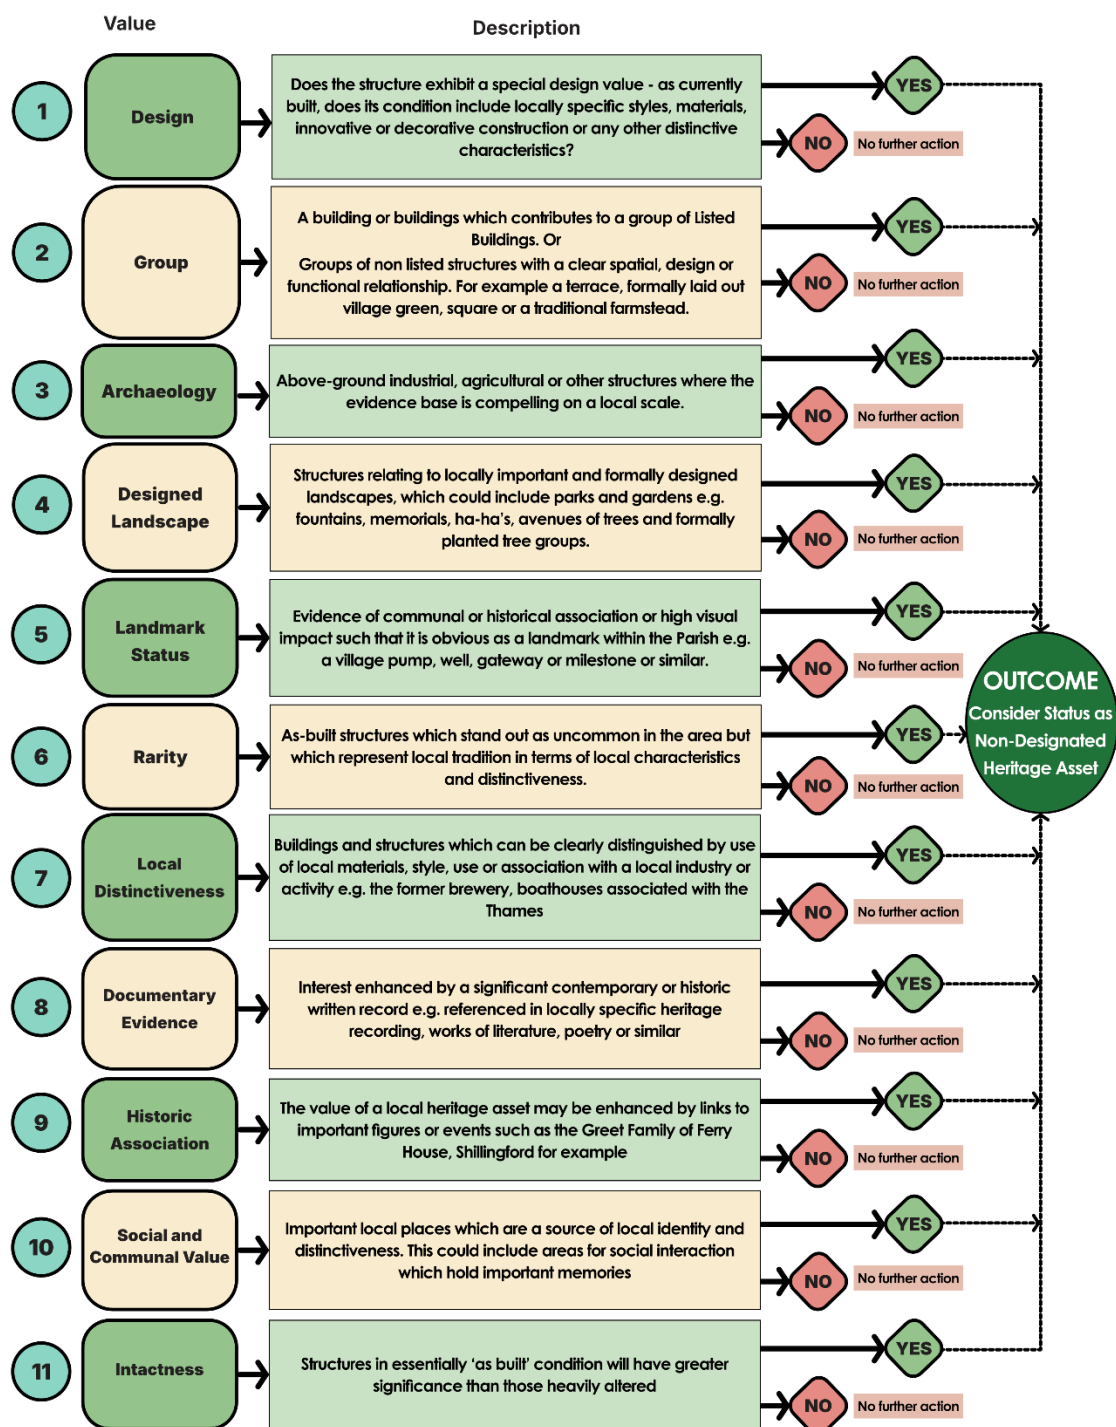 Value
Description
1
Design
Does the structure exhibit a special design value - as currently
built, does its condition include locally specific styles, materials,
innovative or decorative construction or any other distinctive
characteristics?
YES
NO
No further action
2
Group
A building or buildings which contributes to a group of Listed
Buildings. Or
Groups of non listed structures with a clear spatial, design or
functional relationship. For example a terrace, formally laid out
village green, square or a traditional farmstead.
YES
NO
No further action
3
Archaeology
Above-ground industrial, agricultural or other structures where the
evidence base is compelling on a local scale.
YES
NO
No further action
4
Designed
Landscape
Structures relating to locally important and formally designed
landscapes, which could include parks and gardens e.g.
fountains, memorials, ha-ha's, avenues of trees and formally
planted tree groups.
YES
NO
No further action
5
Landmark
Status
Evidence of communal or historical association or high visual
impact such that it is obvious as a landmark within the Parish e.g.
a village pump, well, gateway or milestone or similar.
YES
NO
No further action
OUTCOME
Consider Status as
Non-Designated
Heritage Asset
6
Rarity
As-built structures which stand out as uncommon in the area but
which represent local tradition in terms of local characteristics
and distinctiveness.
YES
NO
No further action
7
Local
Distinctiveness
Buildings and structures which can be clearly distinguished by use
of local materials, style, use or association with a local industry or
activity e.g. the former brewery, boathouses associated with the
Thames
YES
NO
No further action
8
Documentary
Evidence
Interest enhanced by a significant contemporary or historic
written record e.g. referenced in locally specific heritage
recording, works of literature, poetry or similar
YES
NO
No further action
9
Historic
Association
The value of a local heritage asset may be enhanced by links to
important figures or events such as the Greet Family of Ferry
House, Shillingford for example
YES
NO
No further action
10
Social and
Communal Value
Important local places which are a source of local identity and
distinctiveness. This could include areas for social interaction
which hold important memories
YES
NO
No further action
11
Intactness
Structures in essentially 'as built' condition will have greater
significance than those heavily altered
YES
NO
No further action